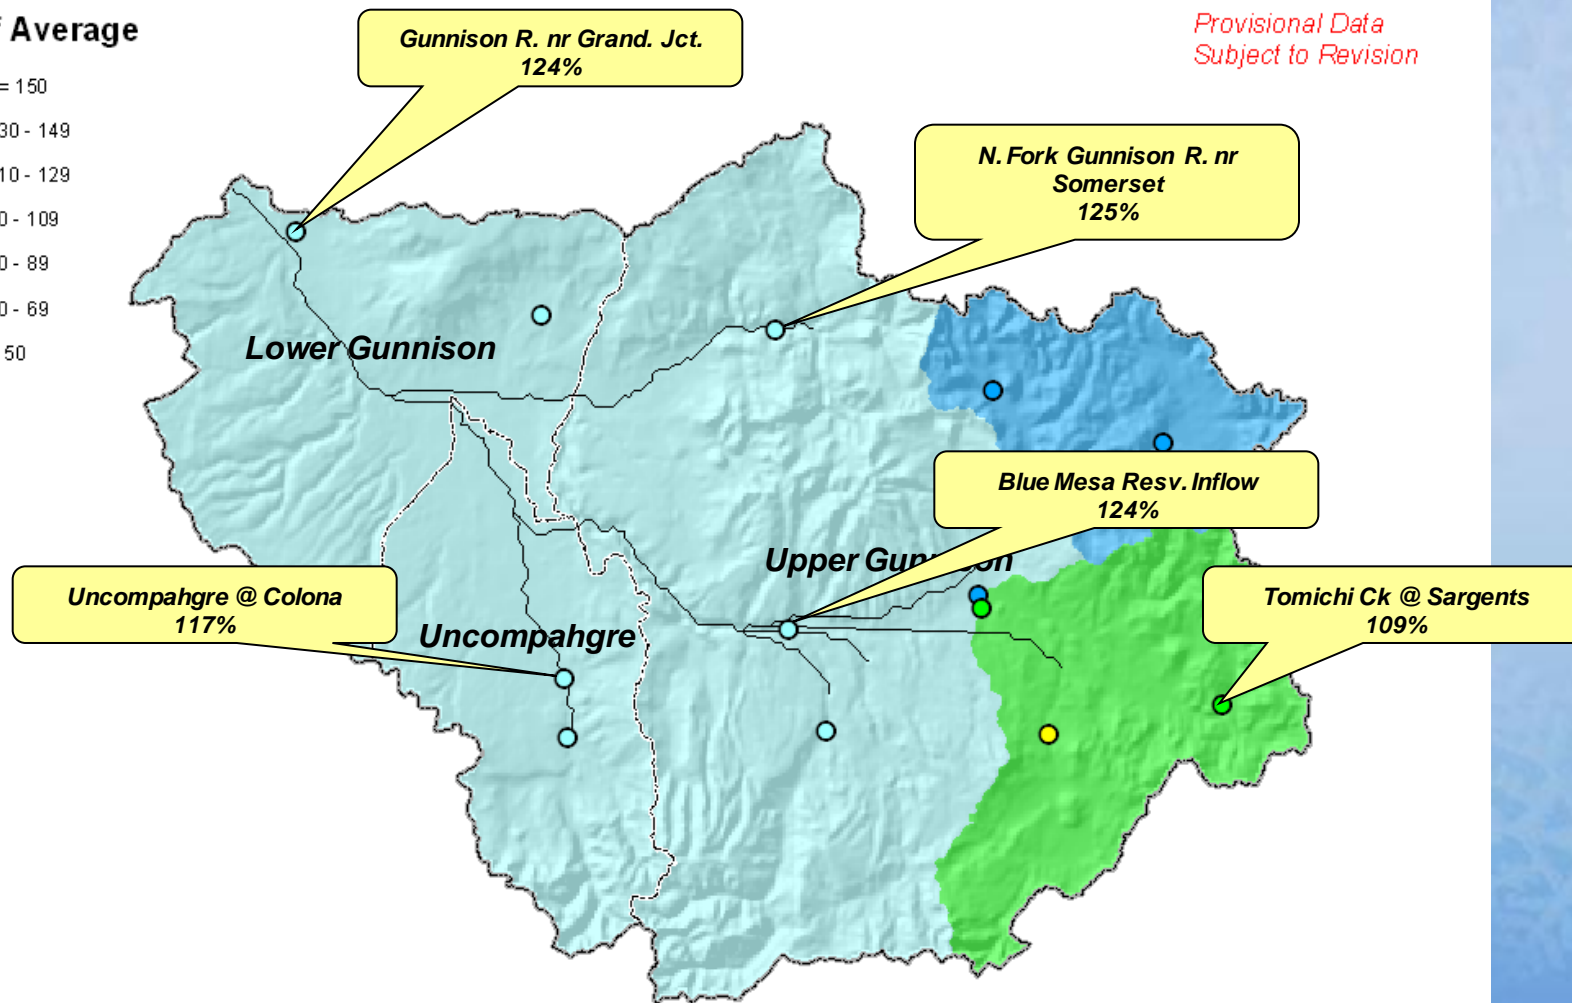 Average
= 150
30 - 149
10 - 129
0 - 109
0 - 89
0 - 69
50
Provisional Data
Subject to Revision
Gunnison R. nr Grand. Jct.
124%
N. Fork Gunnison R. nr
Somerset
125%
Lower Gunnison
Blue Mesa Resv. Inflow
124%
Upper Gunnison
Uncompahgre @ Colona
117%
Uncompahgre
Tomichi Ck @ Sargents
109%